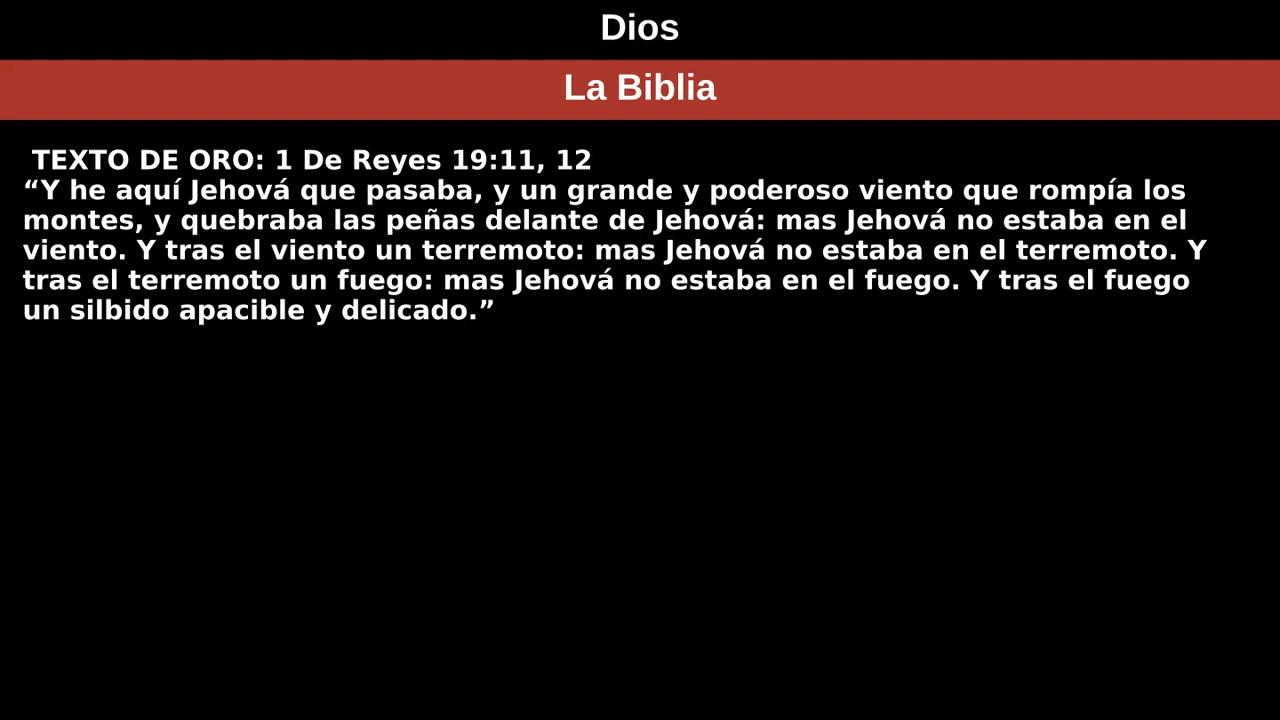 Dios
La Biblia
TEXTO DE ORO: 1 De Reyes 19:11, 12
“Y he aquí Jehová que pasaba, y un grande y poderoso viento que rompía los
montes, y quebraba las peñas delante de Jehová: mas Jehová no estaba en el
viento. Y tras el viento un terremoto: mas Jehová no estaba en el terremoto. Y
tras el terremoto un fuego: mas Jehová no estaba en el fuego. Y tras el fuego
un silbido apacible y delicado.”